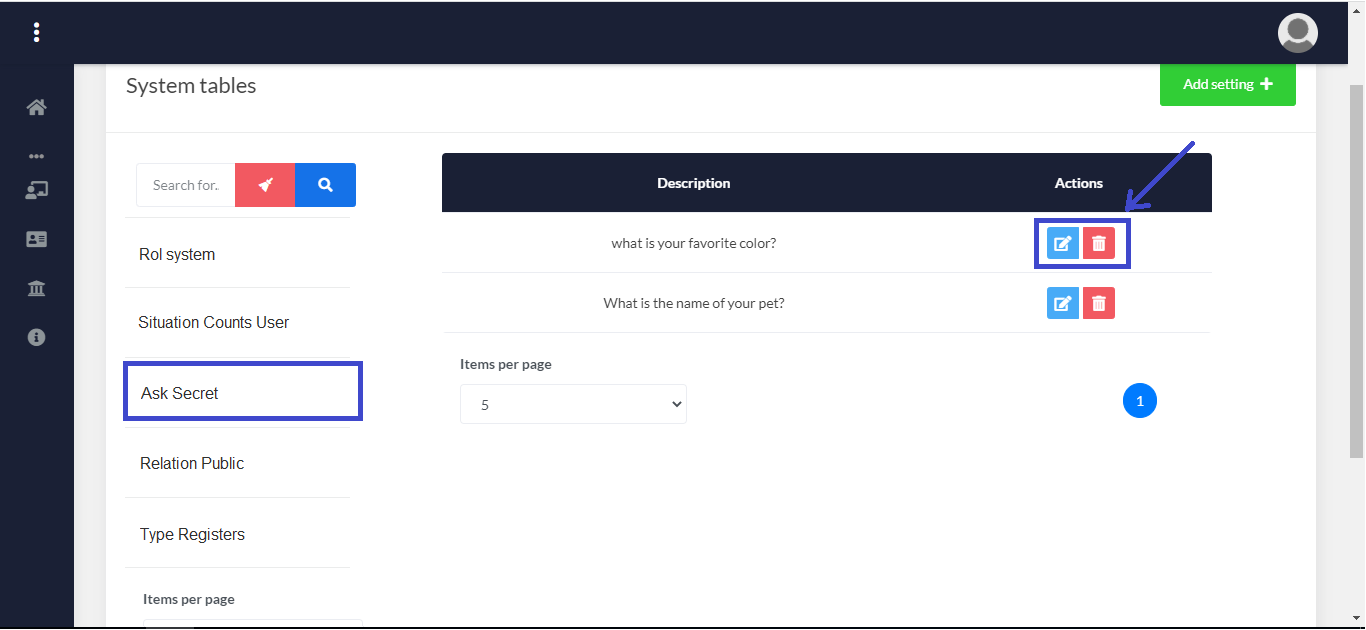 System tables
Add setting
Search for..
Description
Actions
Rol system
what is your favorite color?
Situation Counts User
What is the name of your pet?
Items per page
Ask Secret
5
1
Relation Public
Type Registers
Items per page